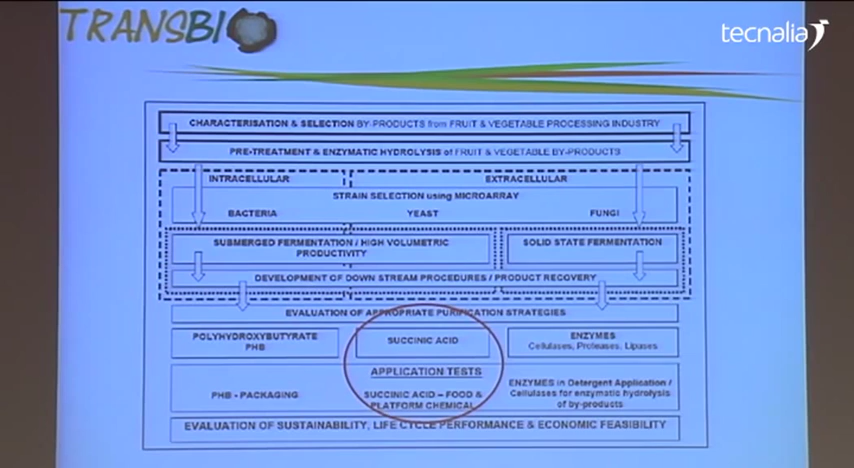 TRANSBIO
tecnalia
CHARACTERISATION & SELECTION BY-PRODUCTS from FRUIT & VEGETABLE PROCESSING INDUSTRY
PRE-TREATMENT & ENZYMATIC HYDROLYSIS of FRUIT & VEGETABLE BY-PRODUCTS
INTRACELLULAR
EXTRACELLULAR
STRAIN SELECTION using MICROARRAY
BACTERIA
YEAST
FUNGI
SUBMERGED FERMENTATION / HIGH VOLUMETRIC
PRODUCTIVITY
SOLID STATE FERMENTATION
DEVELOPMENT OF DOWN STREAM PROCEDURES / PRODUCT RECOVERY
EVALUATION OF APPROPRIATE PURIFICATION STRATEGIES
POLYHYDROXYBUTYRATE
PHB
SUCCINIC ACID
ENZYMES
Cellulases, Proteases, Lipases
APPLICATION TESTS
PHB - PACKAGING
SUCCINIC ACID – FOOD &
PLATFORM CHEMICAL
ENZYMES in Detergent Application /
Cellulases for enzymatic hydrolysis
of by-products
EVALUATION OF SUSTAINABILITY, LIFE CYCLE PERFORMANCE & ECONOMIC FEASIBILITY